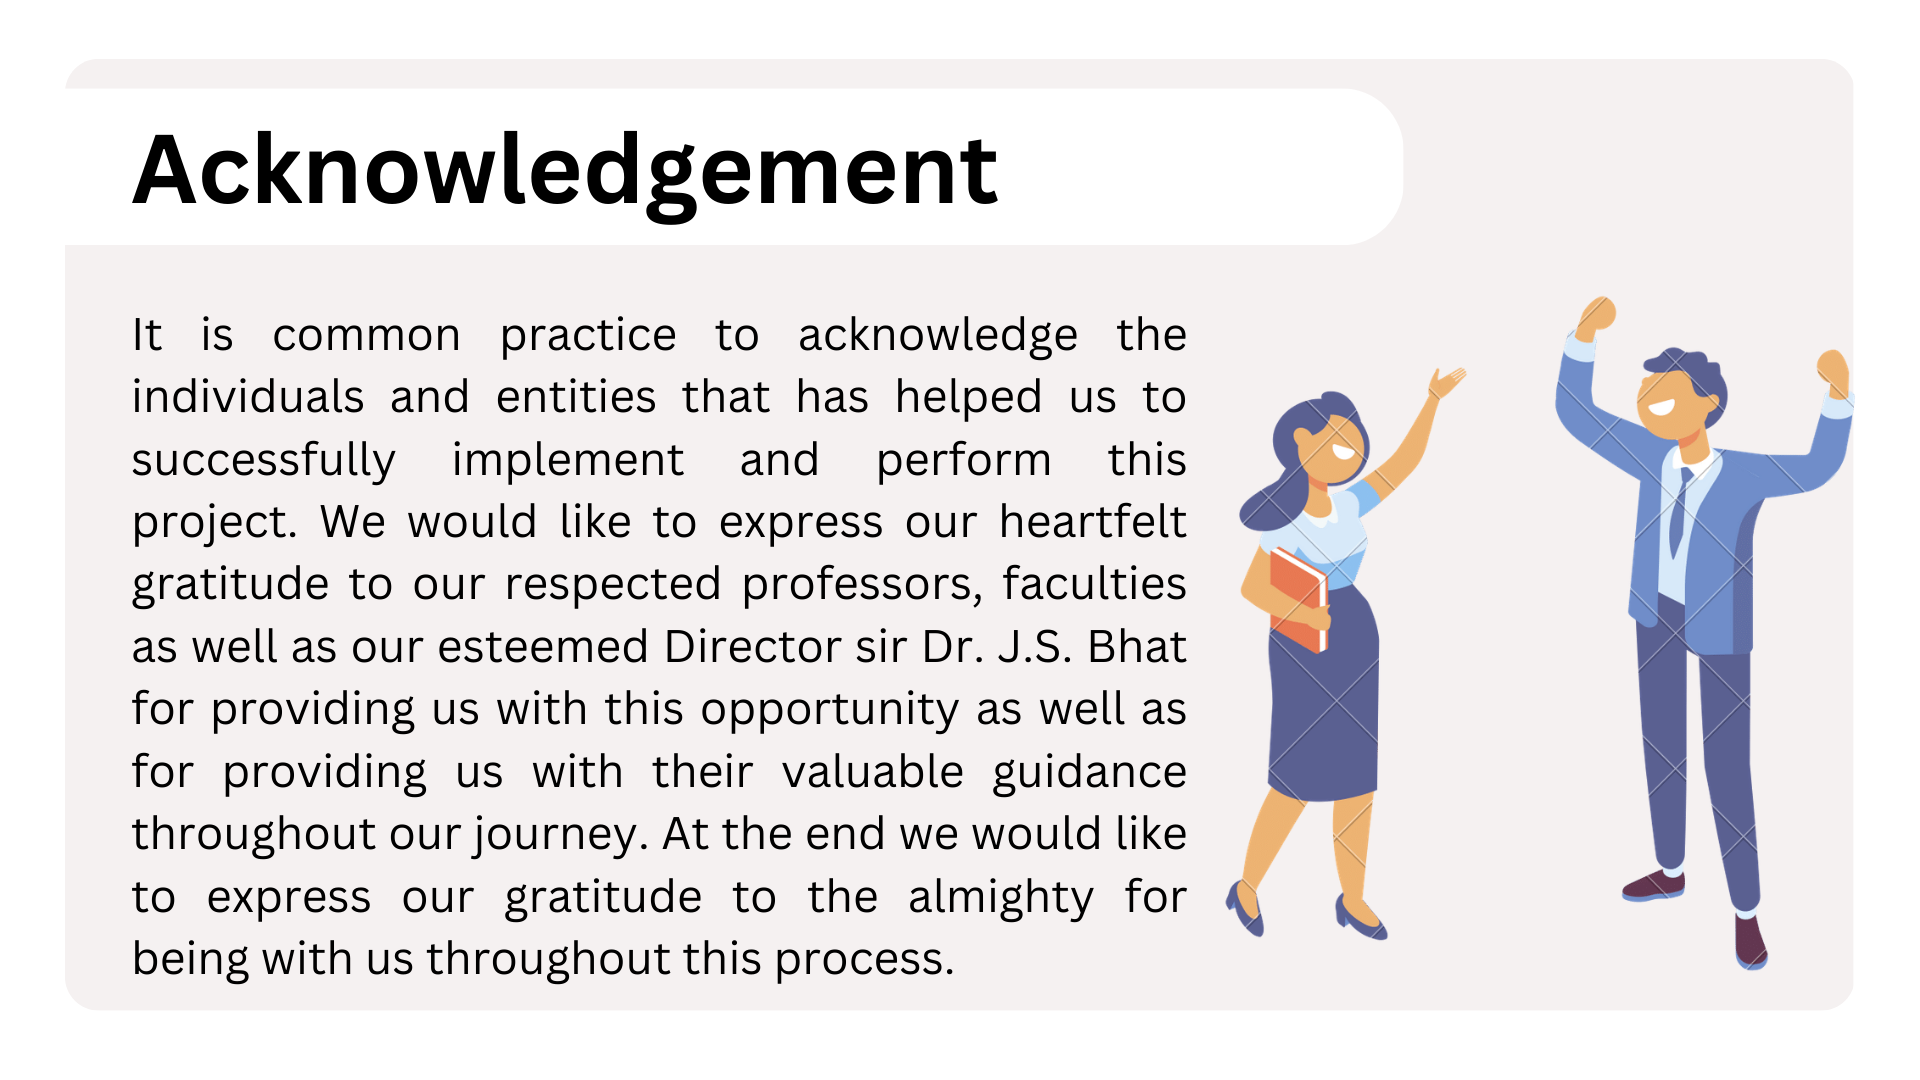 Acknowledgement
It is common practice to acknowledge the
individuals and entities that has helped us to
successfully implement and perform this
project. We would like to express our heartfelt
gratitude to our respected professors, faculties
as well as our esteemed Director sir Dr. J.S. Bhat
for providing us with this opportunity as well as
for providing us with their valuable guidance
throughout our journey. At the end we would like
to express our gratitude to the almighty for
being with us throughout this process.